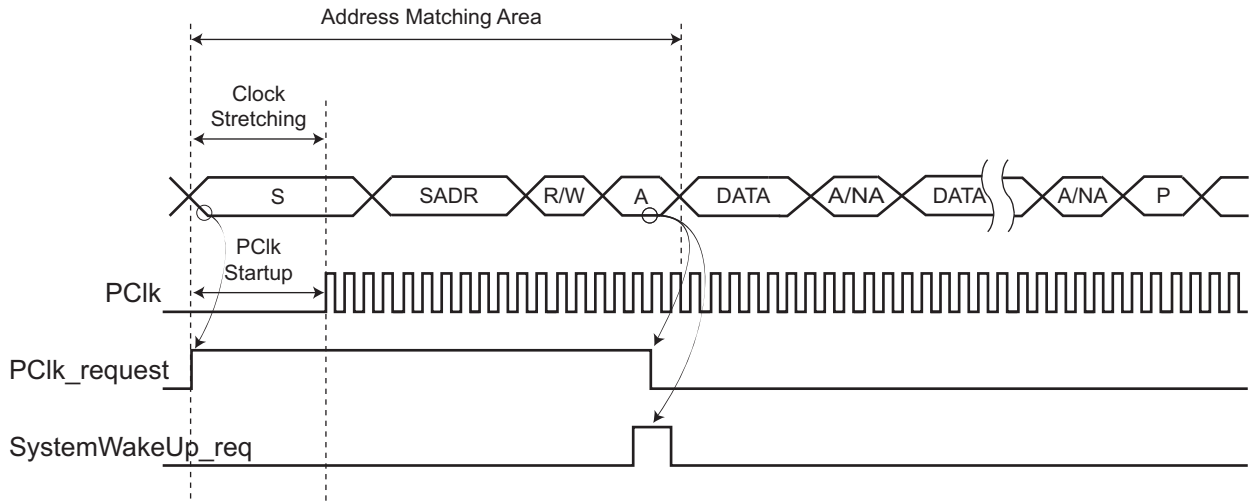 Address Matching Area
Clock
Stretching
S SADR R/W A DATA A/NA DATA A/NA P
PClk
Startup
PClk
PClk_request
SystemWakeUp_req